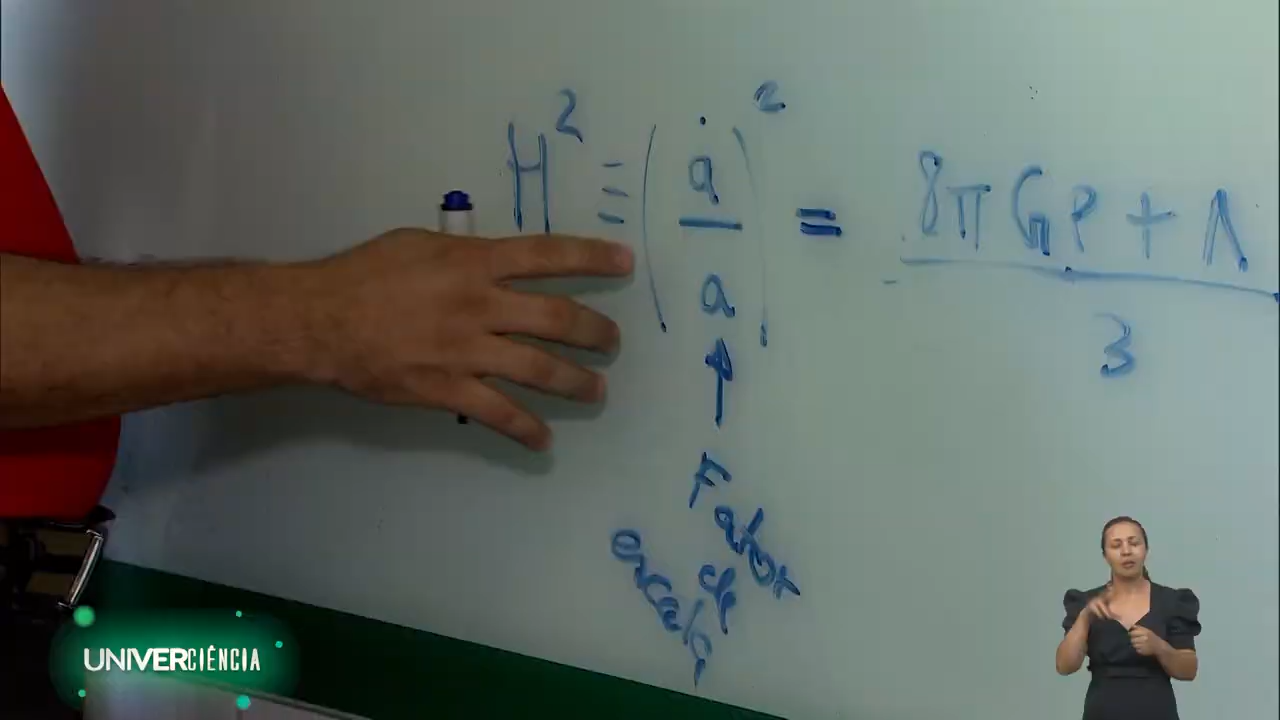 H² ≡ (ȧ/a)² = (8πGρ + Λ)/3
Fator
de
escala
UNIVERCIÊNCIA